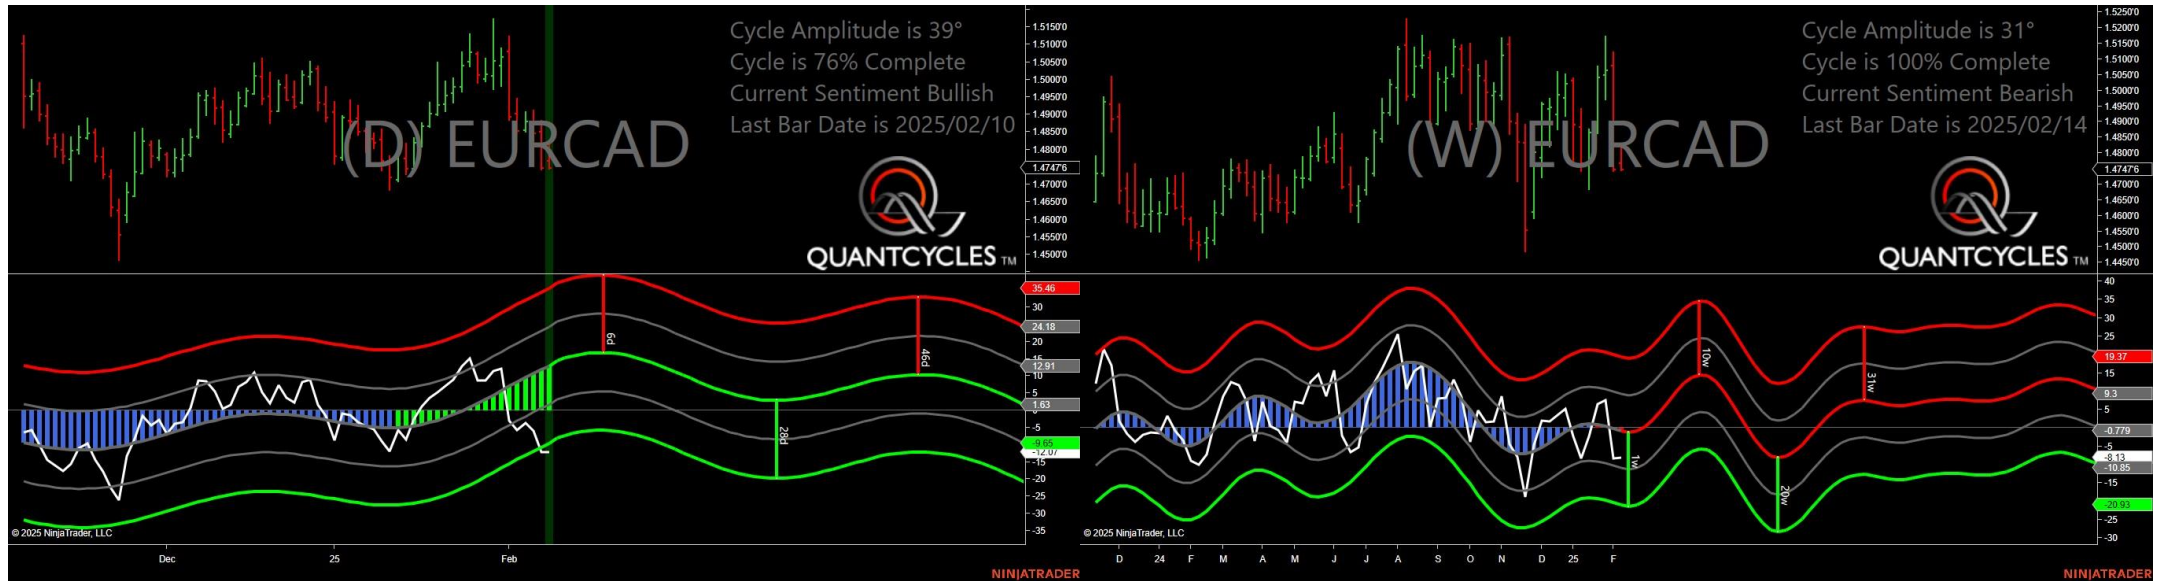 Cycle Amplitude is 39°
Cycle is 76% Complete
Current Sentiment Bullish
Last Bar Date is 2025/02/10
(D) EURCAD
QUANTCYCLES TM
1.5150'0
1.5100'0
1.5050'0
1.5000'0
1.4950'0
1.4900'0
1.4850'0
1.4800'0
1.4747'6
1.4700'0
1.4650'0
1.4600'0
1.4550'0
1.4500'0
35.46
30
24.18
20
15
12.91
10
5
1.63
-5
-9.65
-12.07
-15
-20
-25
-30
-35
6d
28d
46d
© 2025 NinjaTrader, LLC
Dec 25 Feb
NINJATRADER
Cycle Amplitude is 31°
Cycle is 100% Complete
Current Sentiment Bearish
Last Bar Date is 2025/02/14
(W) EURCAD
QUANTCYCLES TM
1.5250'0
1.5200'0
1.5150'0
1.5100'0
1.5050'0
1.5000'0
1.4950'0
1.4900'0
1.4850'0
1.4800'0
1.4747'6
1.4700'0
1.4650'0
1.4600'0
1.4550'0
1.4500'0
1.4450'0
40
35
30
25
19.37
15
9.3
5
-0.779
-5
-8.13
-10.85
-15
-20.93
-25
-30
1w
10w
20w
31w
© 2025 NinjaTrader, LLC
D 24 F M A M J J A S O N D 25 F
NINJATRADER